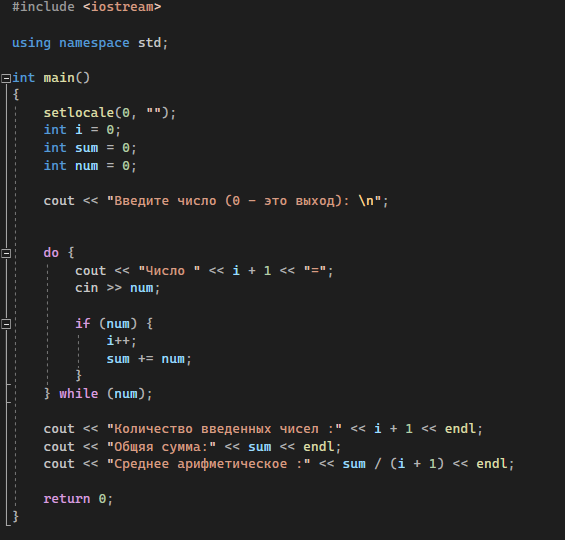 #include <iostream>
using namespace std;
int main()
{
setlocale(0, "");
int i = 0;
int sum = 0;
int num = 0;
cout << "Введите число (0 - это выход): \n";
do {
cout << "Число " << i + 1 << "=";
cin >> num;
if (num) {
i++;
sum += num;
}
} while (num);
cout << "Количество введенных чисел :" << i + 1 << endl;
cout << "Общяя сумма:" << sum << endl;
cout << "Среднее арифметическое :" << sum / (i + 1) << endl;
return 0;
}